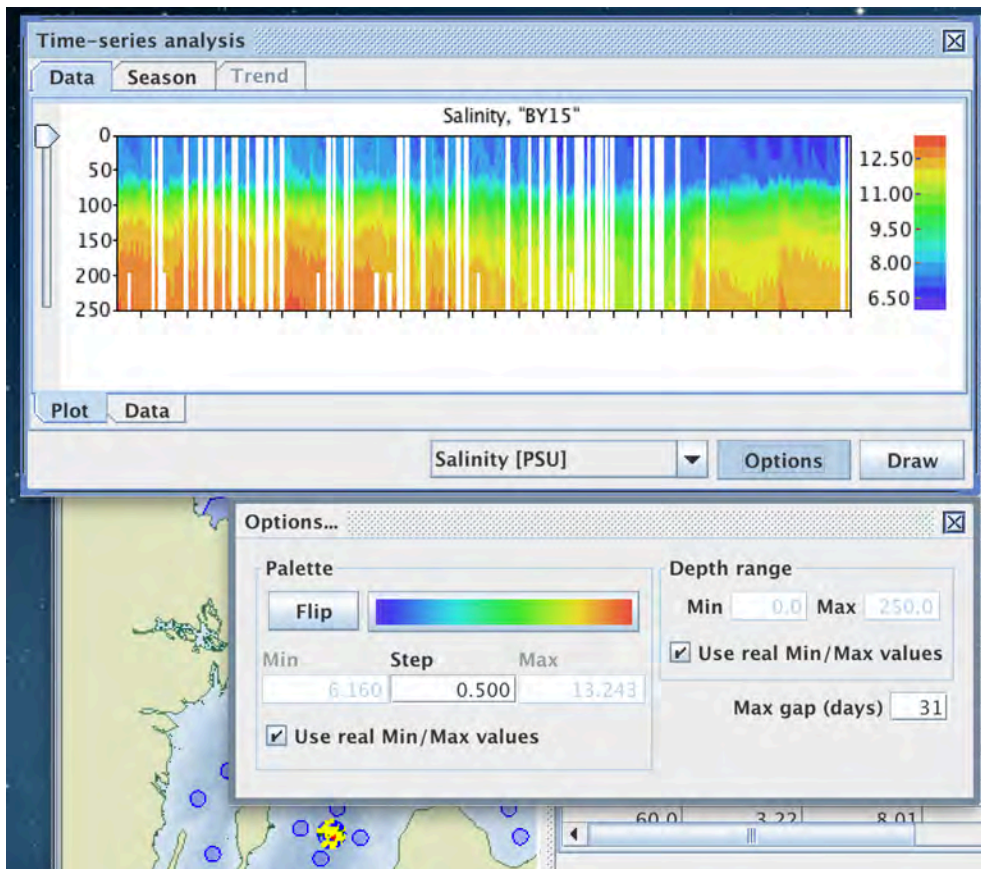 Time-series analysis
Data Season Trend
Salinity, "BY15"
0
50
100
150
200
250
12.50
11.00
9.50
8.00
6.50
Plot Data
Salinity [PSU] Options Draw
Options...
Palette
Flip
Min Step Max
6.160 0.500 13.243
Use real Min/Max values
Depth range
Min 0.0 Max 250.0
Use real Min/Max values
Max gap (days) 31
60.0 3.22 8.01